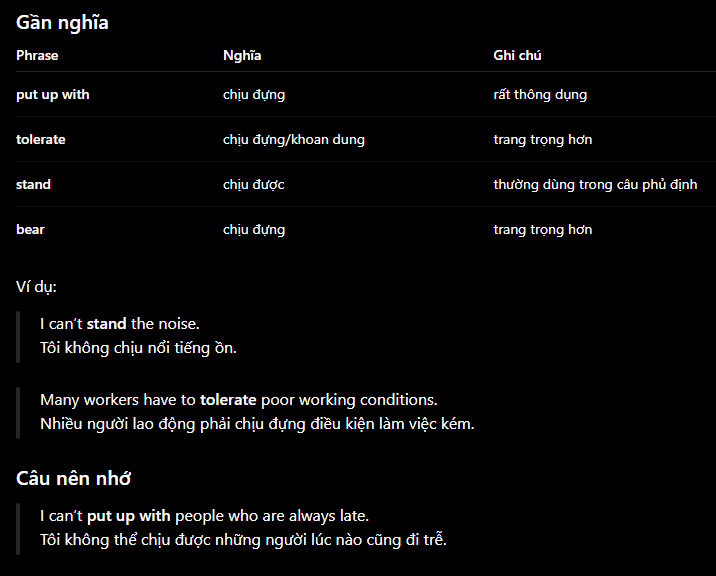 Gần nghĩa
Phrase Nghĩa Ghi chú
put up with chịu đựng rất thông dụng
tolerate chịu đựng/khoan dung trang trọng hơn
stand chịu được thường dùng trong câu phủ định
bear chịu đựng trang trọng hơn
Ví dụ:
I can't stand the noise.
Tôi không chịu nổi tiếng ồn.
Many workers have to tolerate poor working conditions.
Nhiều người lao động phải chịu đựng điều kiện làm việc kém.
Câu nên nhớ
I can't put up with people who are always late.
Tôi không thể chịu được những người lúc nào cũng đi trễ.